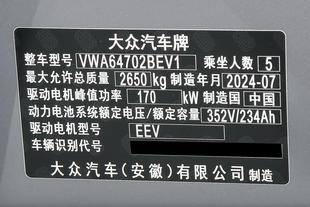 大众汽车牌
整车型号 VWA64702BEV1 乘坐人数 5
最大允许总质量 2650 kg 制造年月 2024-07
驱动电机峰值功率 170 kW 制造国 中国
动力电池系统额定电压/额定容量 352V/234Ah
驱动电机型号 EEV
车辆识别代号
大众汽车(安徽)有限公司 制造